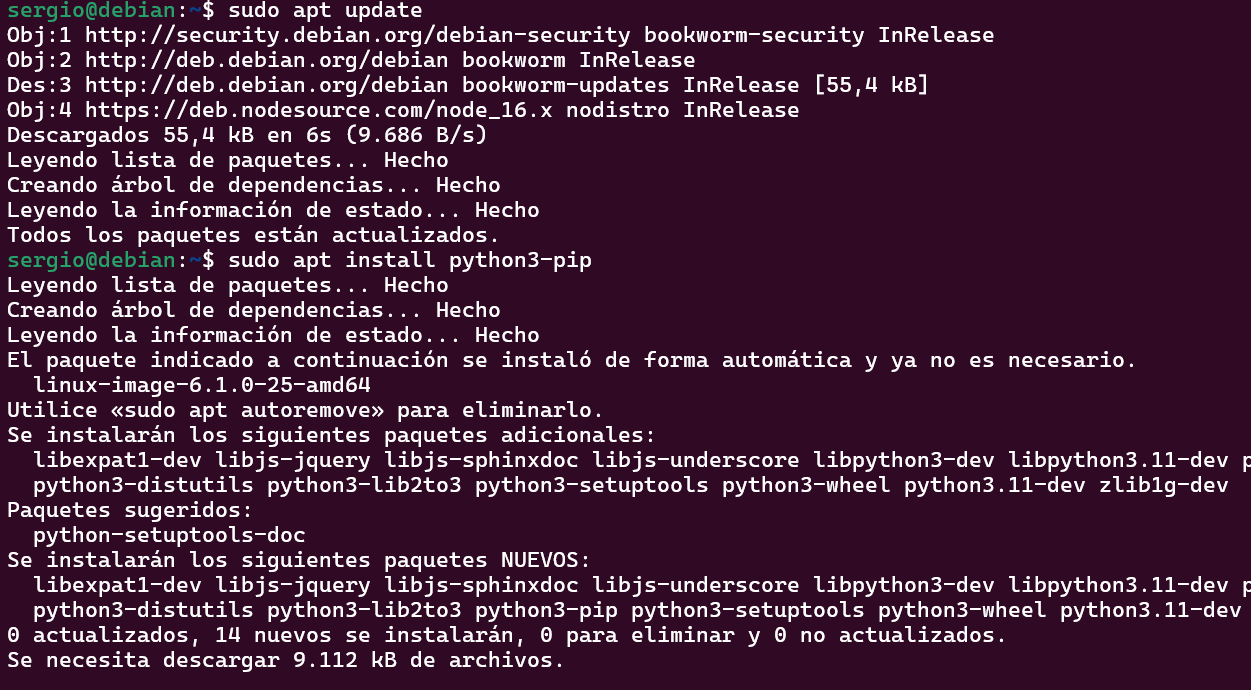 sergio@debian:~$ sudo apt update
Obj:1 http://security.debian.org/debian-security bookworm-security InRelease
Obj:2 http://deb.debian.org/debian bookworm InRelease
Des:3 http://deb.debian.org/debian bookworm-updates InRelease [55,4 kB]
Obj:4 https://deb.nodesource.com/node_16.x nodistro InRelease
Descargados 55,4 kB en 6s (9.686 B/s)
Leyendo lista de paquetes... Hecho
Creando árbol de dependencias... Hecho
Leyendo la información de estado... Hecho
Todos los paquetes están actualizados.
sergio@debian:~$ sudo apt install python3-pip
Leyendo lista de paquetes... Hecho
Creando árbol de dependencias... Hecho
Leyendo la información de estado... Hecho
El paquete indicado a continuación se instaló de forma automática y ya no es necesario.
  linux-image-6.1.0-25-amd64
Utilice «sudo apt autoremove» para eliminarlo.
Se instalarán los siguientes paquetes adicionales:
  libexpat1-dev libjs-jquery libjs-sphinxdoc libjs-underscore libpython3-dev libpython3.11-dev
  python3-distutils python3-lib2to3 python3-setuptools python3-wheel python3.11-dev zlib1g-dev
Paquetes sugeridos:
  python-setuptools-doc
Se instalarán los siguientes paquetes NUEVOS:
  libexpat1-dev libjs-jquery libjs-sphinxdoc libjs-underscore libpython3-dev libpython3.11-dev
  python3-distutils python3-lib2to3 python3-pip python3-setuptools python3-wheel python3.11-dev
0 actualizados, 14 nuevos se instalarán, 0 para eliminar y 0 no actualizados.
Se necesita descargar 9.112 kB de archivos.